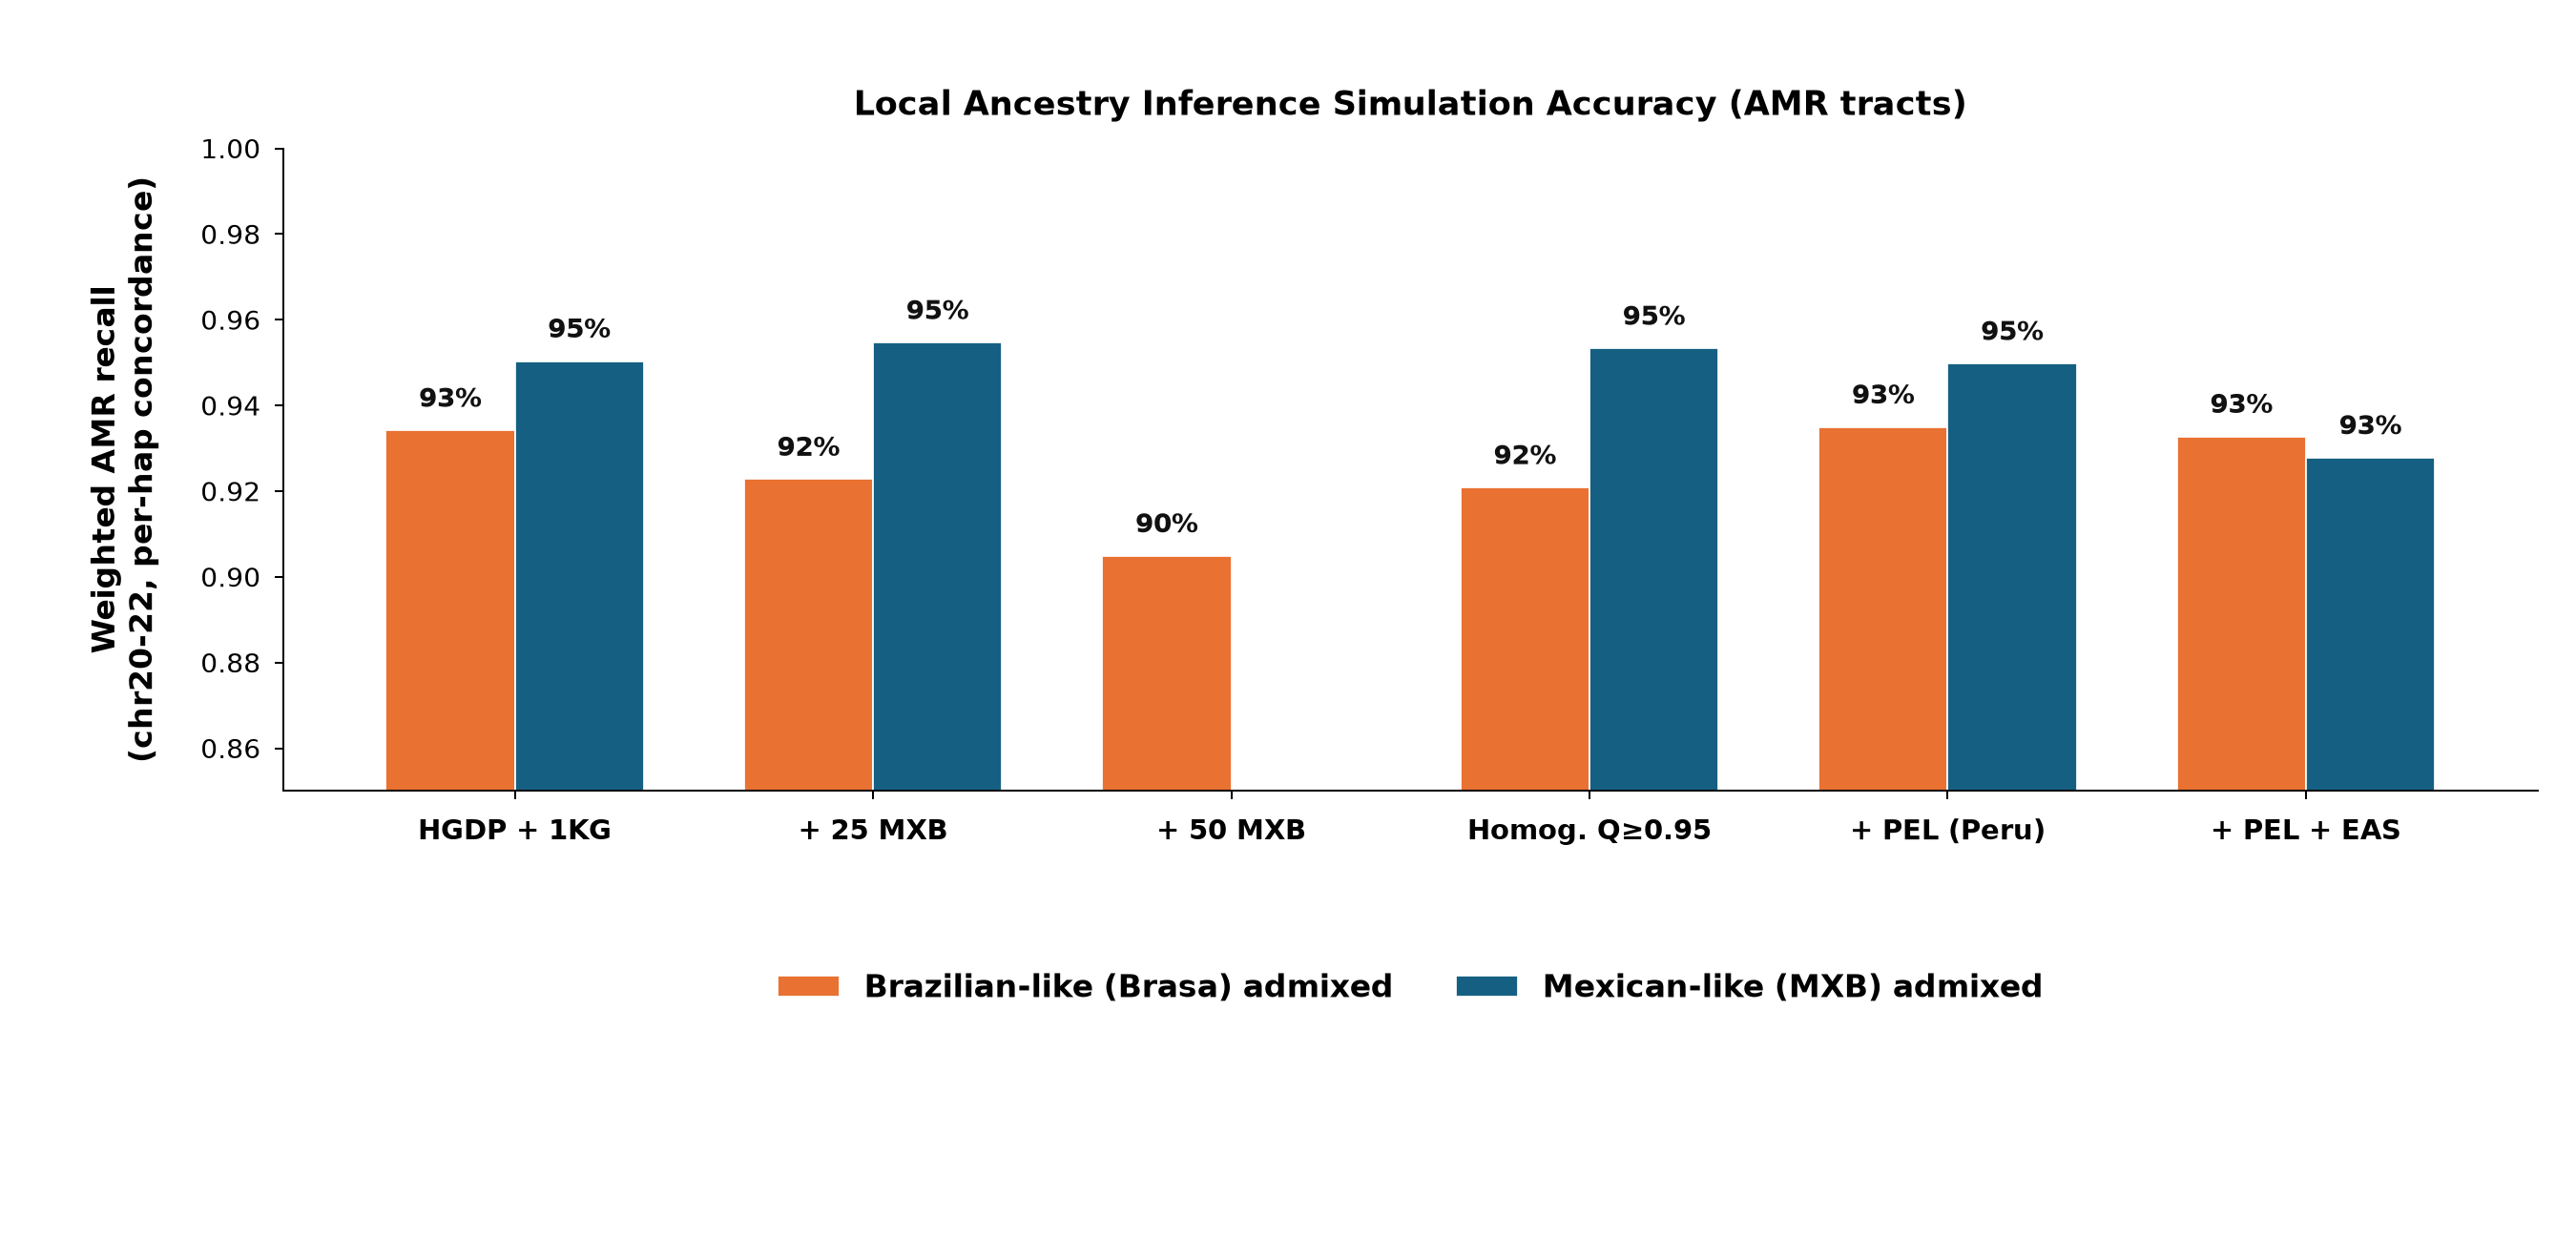 Local Ancestry Inference Simulation Accuracy (AMR tracts)
Weighted AMR recall
(chr20-22, per-hap concordance)
1.00
0.98
0.96
0.94
0.92
0.90
0.88
0.86
93%
95%
92%
95%
90%
92%
95%
93%
95%
93%
93%
HGDP + 1KG
+ 25 MXB
+ 50 MXB
Homog. Q≥0.95
+ PEL (Peru)
+ PEL + EAS
Brazilian-like (Brasa) admixed
Mexican-like (MXB) admixed